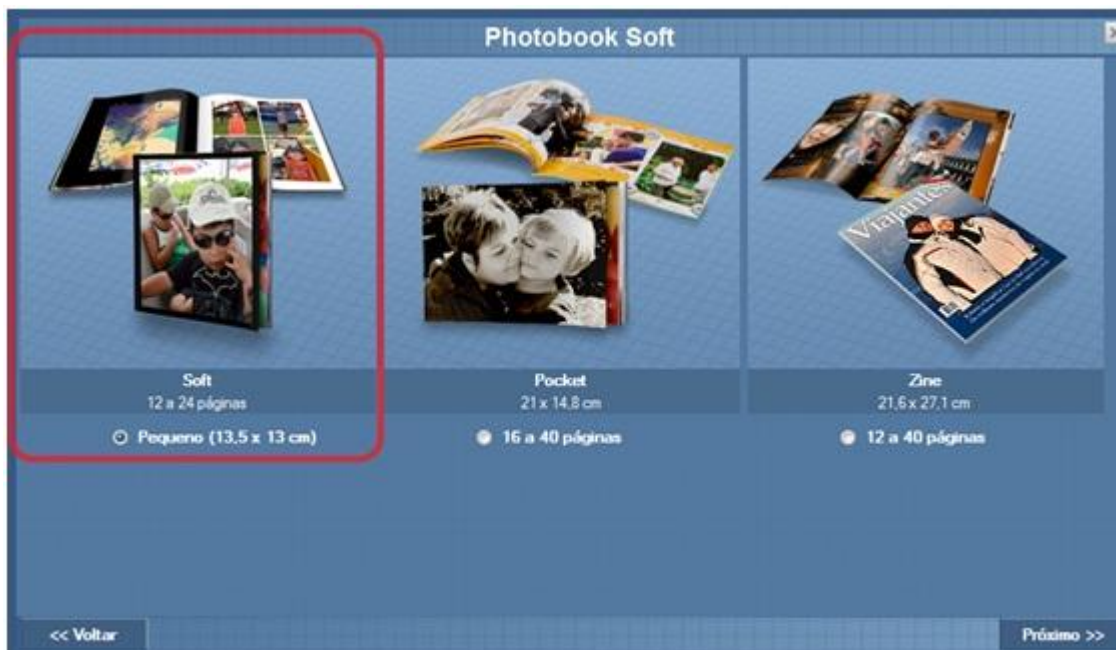 Photobook Soft
Viajantes
Soft
12 a 24 páginas
Pequeno (13,5 x 13 cm)
Pocket
21 x 14,8 cm
16 a 40 páginas
Zine
21,6 x 27,1 cm
12 a 40 páginas
<< Voltar
Próximo >>